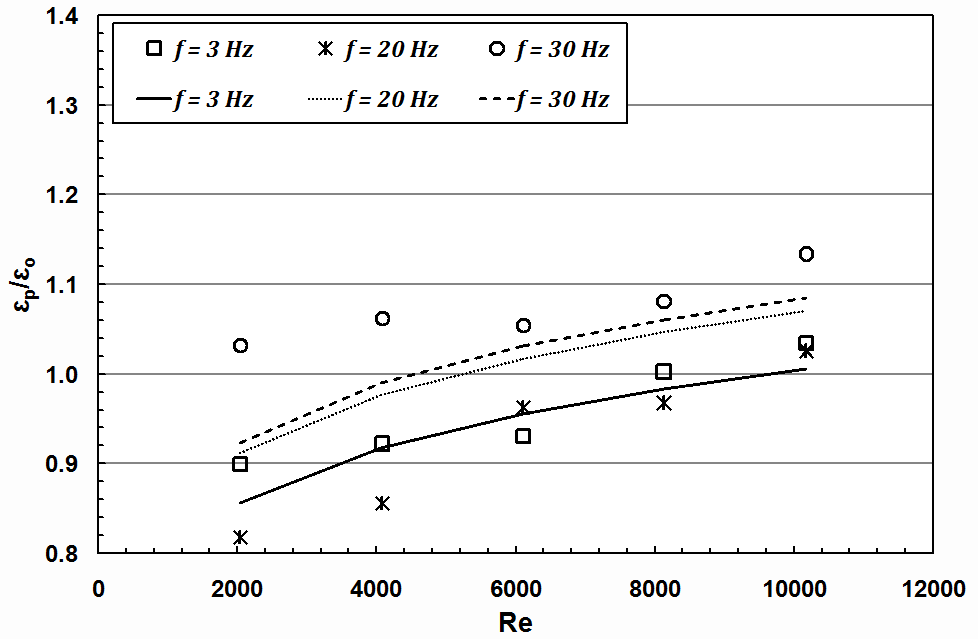 1.4
f = 3 Hz f = 20 Hz f = 30 Hz
f = 3 Hz f = 20 Hz f = 30 Hz
1.3
1.2
1.1
1.0
0.9
0.8
εp/εo
0 2000 4000 6000 8000 10000 12000
Re